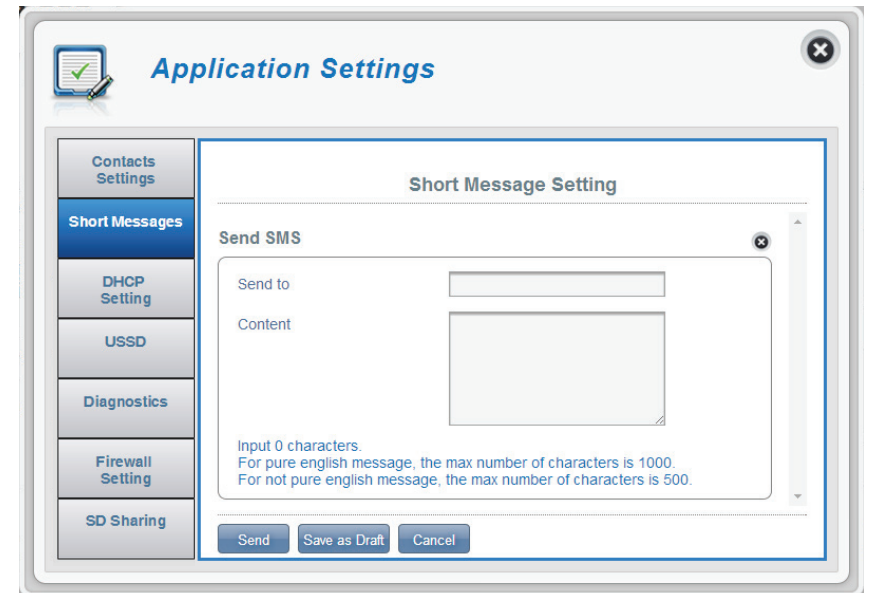 Application Settings
Contacts
Settings
Short Messages
DHCP
Setting
USSD
Diagnostics
Firewall
Setting
SD Sharing
Short Message Setting
Send SMS
Send to
Content
Input 0 characters.
For pure english message, the max number of characters is 1000.
For not pure english message, the max number of characters is 500.
Send Save as Draft Cancel